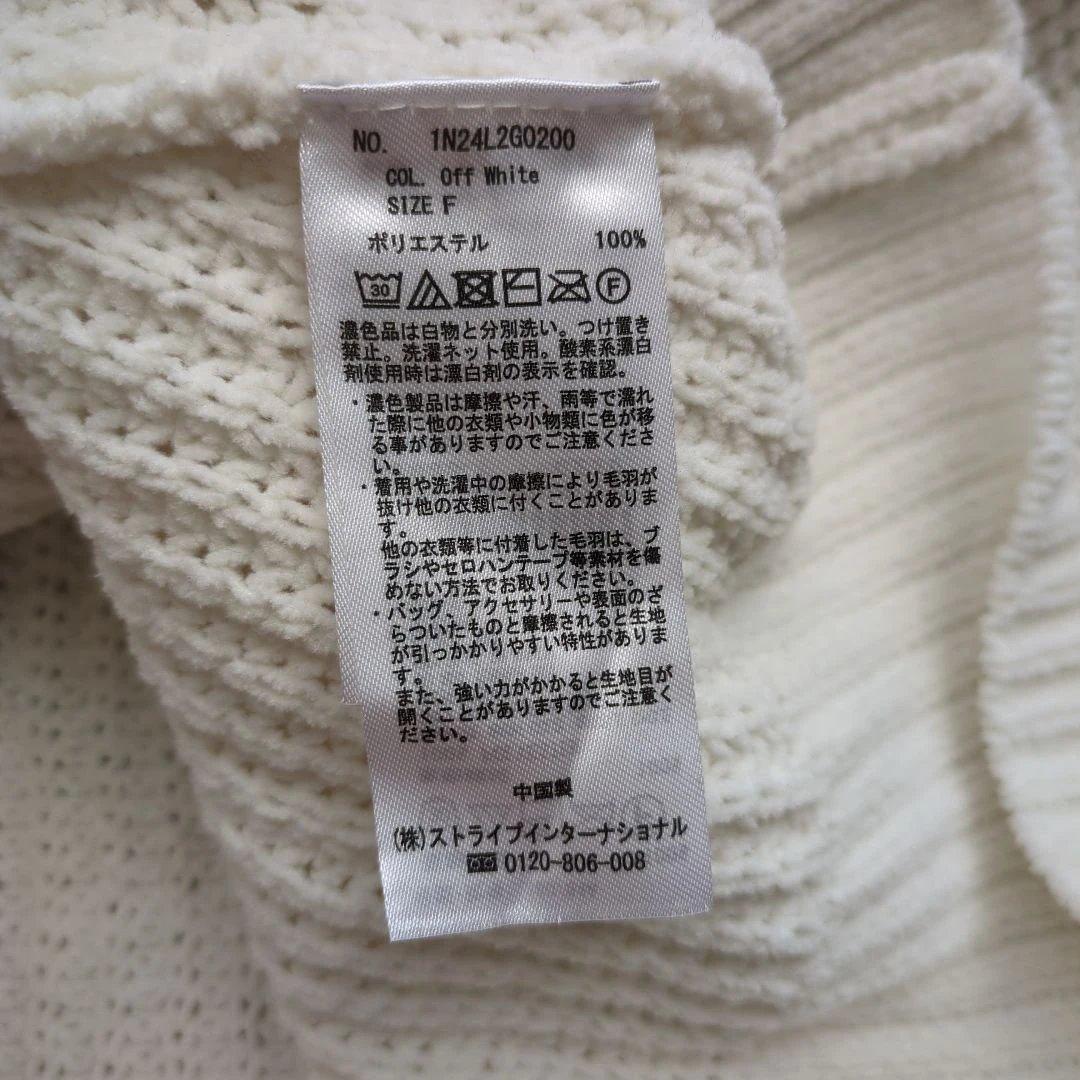 NO. 1N24L2G0200
COL. Off White
SIZE F
ポリエステル 100%
30 F
濃色品は白物と分別洗い。つけ置き
禁止。洗濯ネット使用。酸素系漂白
剤使用時は漂白剤の表示を確認。
・濃色製品は摩擦や汗、雨等で濡れ
た際に他の衣類や小物類に色が移
る事がありますのでご注意くださ
い。
・着用や洗濯中の摩擦により毛羽が
抜け他の衣類に付くことがありま
す。
他の衣類等に付着した毛羽は、ブ
ラシやセロハンテープ等素材を傷
めない方法でお取りください。
・バッグ、アクセサリーや表面のざ
らついたものと摩擦されると生地
が引っかかりやすい特性がありま
す。
また、強い力がかかると生地目が
開くことがありますのでご注意く
ださい。
中国製
(株)ストライプインターナショナル
0120-806-008